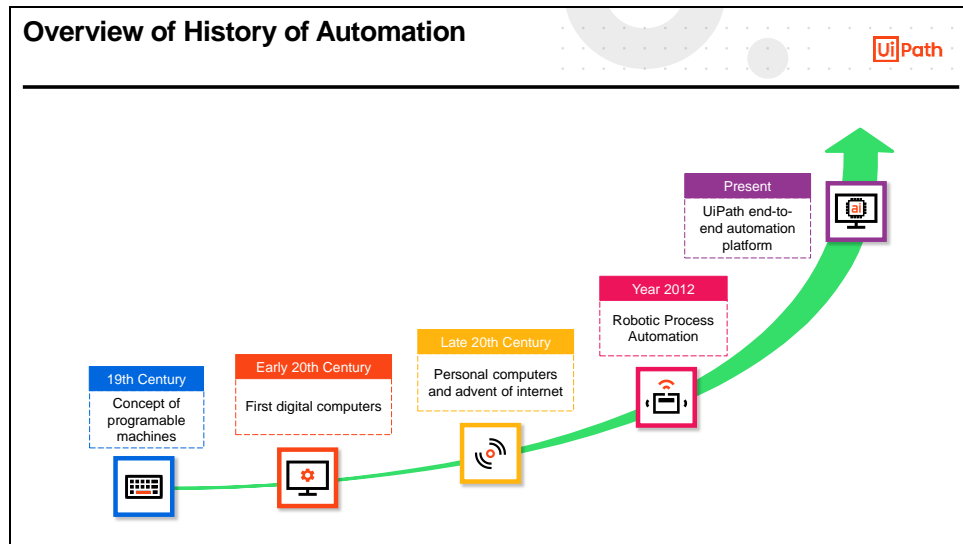 Overview of History of Automation
UiPath
Present
UiPath end-to-
end automation
platform
ai
Year 2012
Robotic Process
Automation
Late 20th Century
Personal computers
and advent of internet
Early 20th Century
First digital computers
19th Century
Concept of
programable
machines